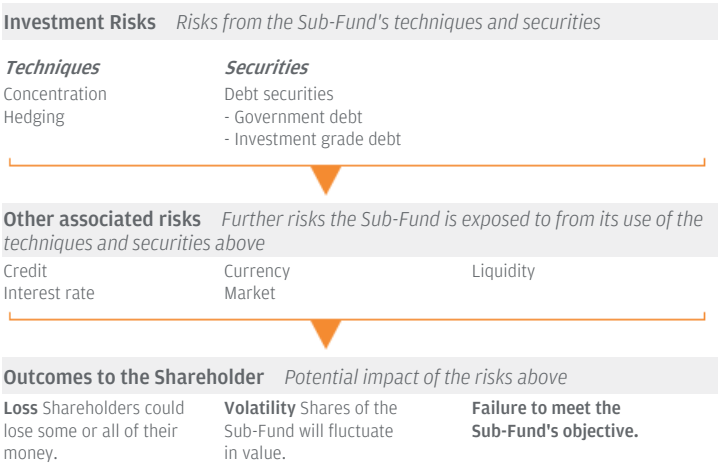 Investment Risks Risks from the Sub-Fund's techniques and securities
Techniques Securities
Concentration Debt securities
Hedging - Government debt
- Investment grade debt
Other associated risks Further risks the Sub-Fund is exposed to from its use of the
techniques and securities above
Credit Currency Liquidity
Interest rate Market
Outcomes to the Shareholder Potential impact of the risks above
Loss Shareholders could
lose some or all of their
money.
Volatility Shares of the
Sub-Fund will fluctuate
in value.
Failure to meet the
Sub-Fund's objective.